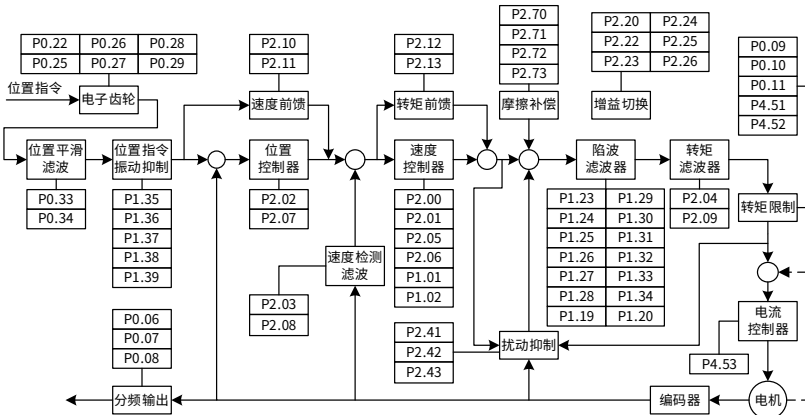 P0.22 P0.26 P0.28
P0.25 P0.27 P0.29
位置指令
电子齿轮
P2.10
P2.11
速度前馈
P2.12
P2.13
转矩前馈
P2.70
P2.71
P2.72
P2.73
摩擦补偿
P2.20 P2.24
P2.22 P2.25
P2.23 P2.26
增益切换
P0.09
P0.10
P0.11
P4.51
P4.52
位置平滑
滤波
P0.33
P0.34
位置指令
振动抑制
P1.35
P1.36
P1.37
P1.38
P1.39
位置
控制器
P2.02
P2.07
速度
控制器
P2.00
P2.01
P2.05
P2.06
P1.01
P1.02
陷波
滤波器
P1.23 P1.29
P1.24 P1.30
P1.25 P1.31
P1.26 P1.32
P1.27 P1.33
P1.28 P1.34
P1.19 P1.20
转矩
滤波器
P2.04
P2.09
转矩限制
速度检测
滤波
P2.03
P2.08
P2.41
P2.42
P2.43
扰动抑制
电流
控制器
P4.53
P0.06
P0.07
P0.08
分频输出
编码器
电机